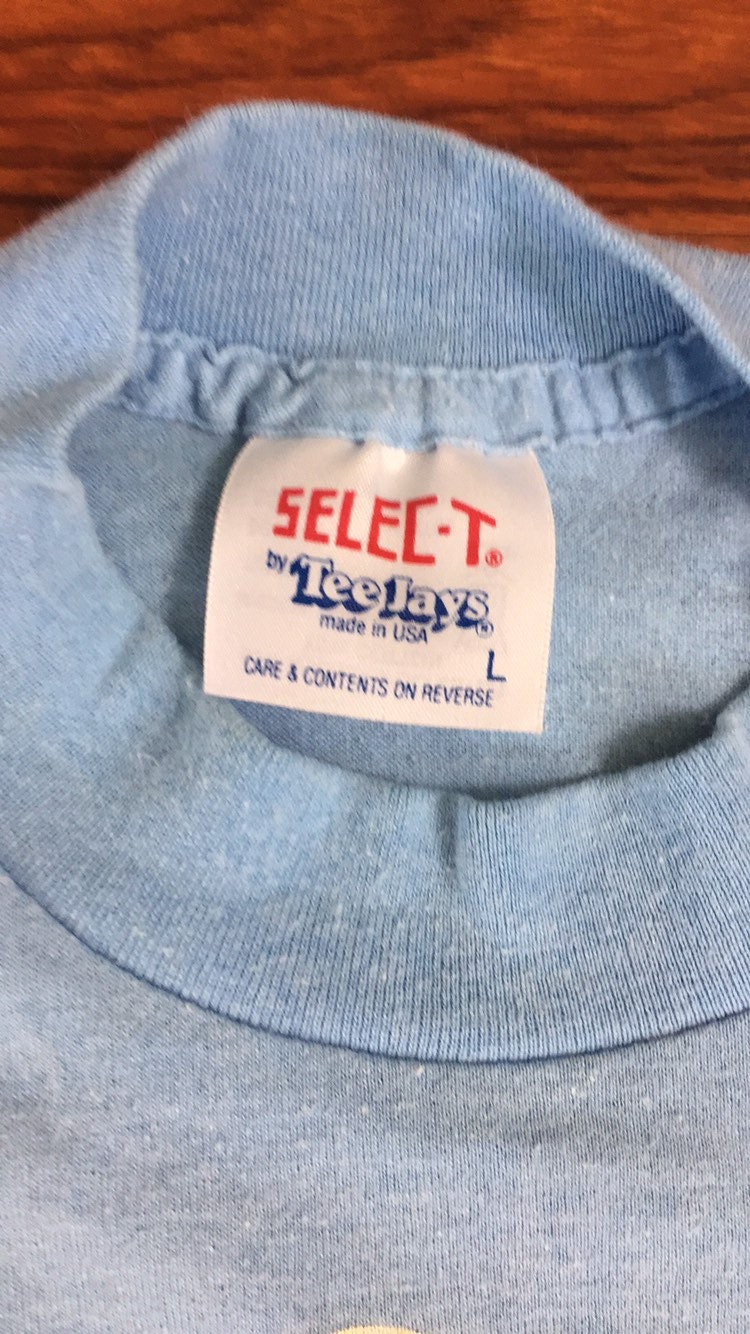 SELEC-T®
by Tee Jays
made in USA
L
CARE & CONTENTS ON REVERSE